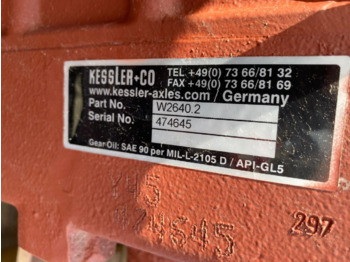 KESSLER+CO TEL +49(0) 73 66/81 32
FAX +49(0) 73 66/81 69
www.kessler-axles.com / Germany
Part No. W2640.2
Serial No. 474645
Gear Oil: SAE 90 per MIL-L-2105 D / API-GL5
474645
297